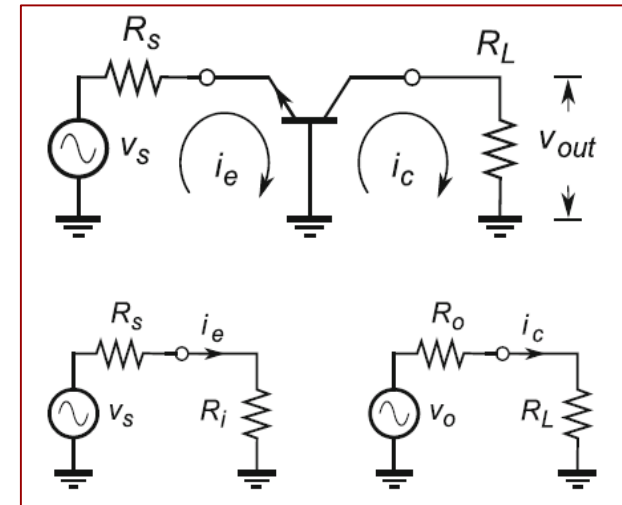 R_s R_L
v_s i_e i_c v_out
R_s i_e R_o i_c
v_s R_i v_o R_L